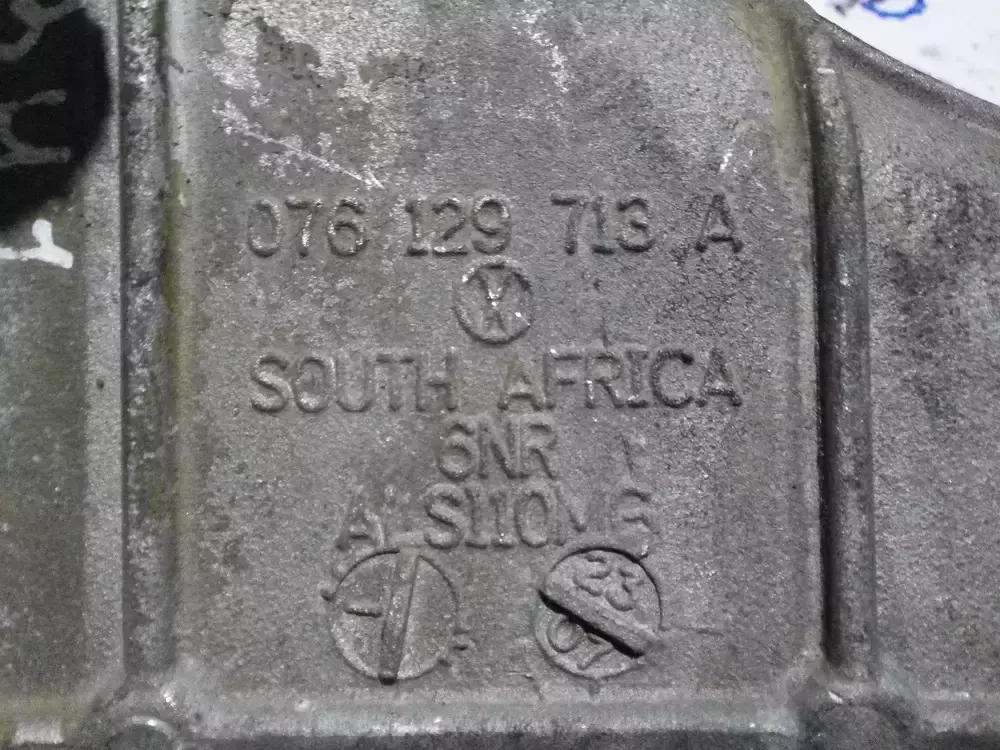 076 129 713 A
SOUTH AFRICA
6NR
ALSI10MG
23
07